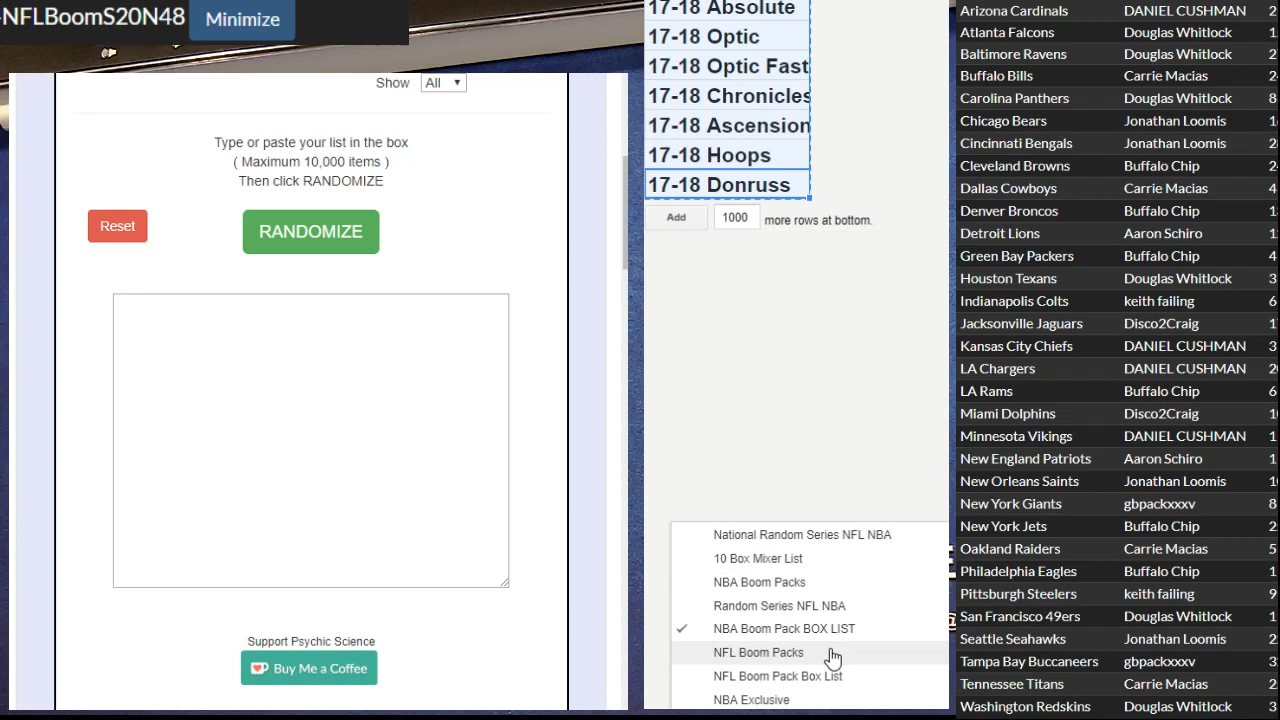 -NFLBoomS20N48
Minimize
Show All
Type or paste your list in the box
( Maximum 10,000 items )
Then click RANDOMIZE
Reset
RANDOMIZE
Support Psychic Science
Buy Me a Coffee
17-18 Absolute
17-18 Optic
17-18 Optic Fast
17-18 Chronicles
17-18 Ascension
17-18 Hoops
17-18 Donruss
Add 1000 more rows at bottom.
National Random Series NFL NBA
10 Box Mixer List
NBA Boom Packs
Random Series NFL NBA
NBA Boom Pack BOX LIST
NFL Boom Packs
NFL Boom Pack Box List
NBA Exclusive
Arizona Cardinals DANIEL CUSHMAN
Atlanta Falcons Douglas Whitlock
Baltimore Ravens Douglas Whitlock
Buffalo Bills Carrie Macias
Carolina Panthers Douglas Whitlock
Chicago Bears Jonathan Loomis
Cincinnati Bengals Jonathan Loomis
Cleveland Browns Buffalo Chip
Dallas Cowboys Carrie Macias
Denver Broncos Buffalo Chip
Detroit Lions Aaron Schiro
Green Bay Packers Buffalo Chip
Houston Texans Douglas Whitlock
Indianapolis Colts keith failing
Jacksonville Jaguars Disco2Craig
Kansas City Chiefs DANIEL CUSHMAN
LA Chargers DANIEL CUSHMAN
LA Rams Buffalo Chip
Miami Dolphins Disco2Craig
Minnesota Vikings DANIEL CUSHMAN
New England Patriots Aaron Schiro
New Orleans Saints Jonathan Loomis
New York Giants gbpackxxxv
New York Jets Buffalo Chip
Oakland Raiders Carrie Macias
Philadelphia Eagles Buffalo Chip
Pittsburgh Steelers keith failing
San Francisco 49ers Douglas Whitlock
Seattle Seahawks Jonathan Loomis
Tampa Bay Buccaneers gbpackxxxv
Tennessee Titans Carrie Macias
Washington Redskins Douglas Whitlock